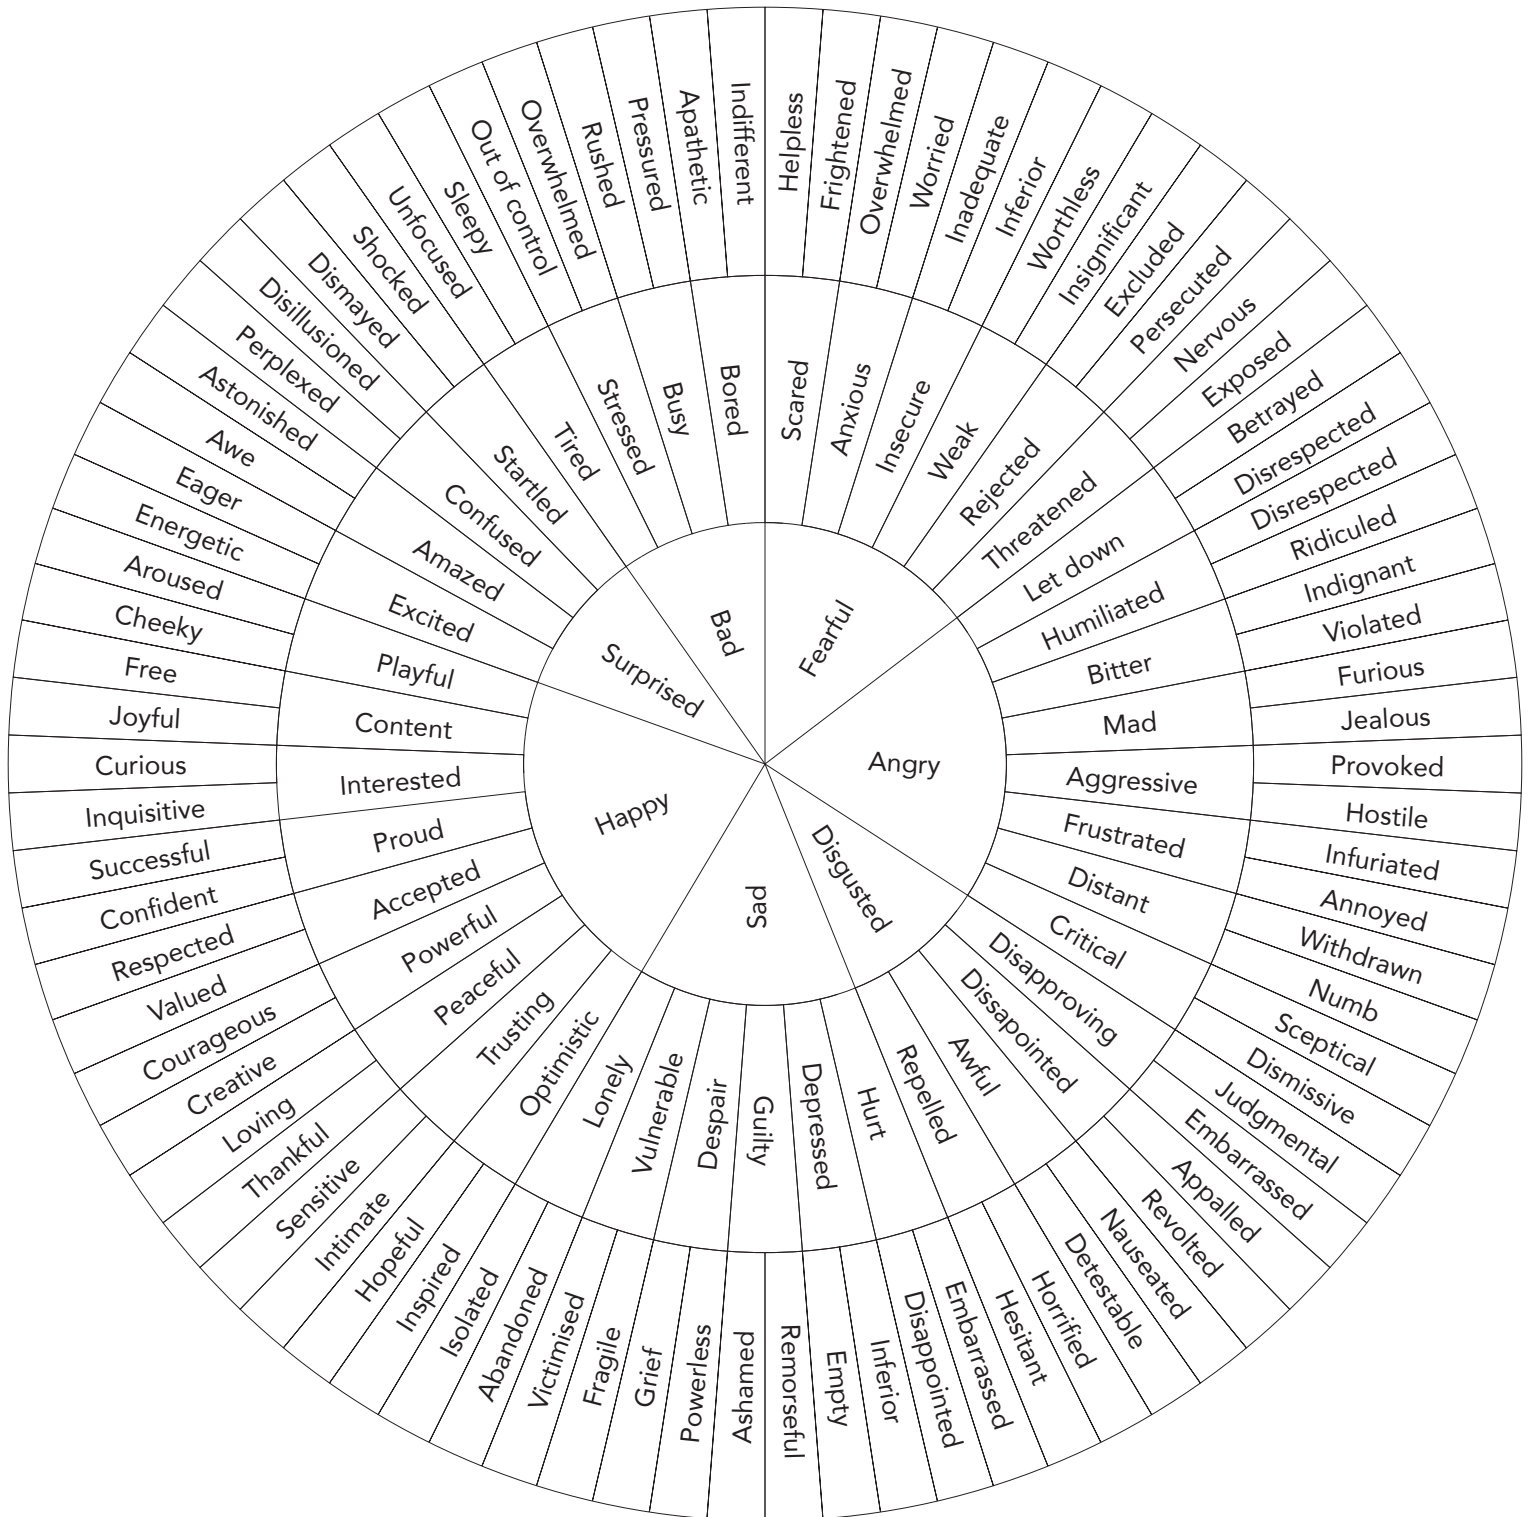 Fearful
Angry
Disgusted
Sad
Happy
Surprised
Bad
Scared
Anxious
Insecure
Weak
Rejected
Threatened
Let down
Humiliated
Bitter
Mad
Aggressive
Frustrated
Distant
Critical
Disapproving
Dissapointed
Awful
Repelled
Hurt
Depressed
Guilty
Despair
Vulnerable
Lonely
Optimistic
Trusting
Peaceful
Powerful
Accepted
Proud
Interested
Content
Playful
Excited
Amazed
Confused
Startled
Tired
Stressed
Busy
Bored
Helpless
Frightened
Overwhelmed
Worried
Inadequate
Inferior
Worthless
Insignificant
Excluded
Persecuted
Nervous
Exposed
Betrayed
Disrespected
Disrespected
Ridiculed
Indignant
Violated
Furious
Jealous
Provoked
Hostile
Infuriated
Annoyed
Withdrawn
Numb
Sceptical
Dismissive
Judgmental
Embarrassed
Appalled
Revolted
Nauseated
Detestable
Horrified
Hesitant
Embarrassed
Disappointed
Inferior
Empty
Remorseful
Ashamed
Powerless
Grief
Fragile
Victimised
Abandoned
Isolated
Inspired
Hopeful
Intimate
Sensitive
Thankful
Loving
Creative
Courageous
Valued
Respected
Confident
Successful
Inquisitive
Curious
Joyful
Free
Cheeky
Aroused
Energetic
Eager
Awe
Astonished
Perplexed
Disillusioned
Dismayed
Shocked
Unfocused
Sleepy
Out of control
Overwhelmed
Rushed
Pressured
Apathetic
Indifferent